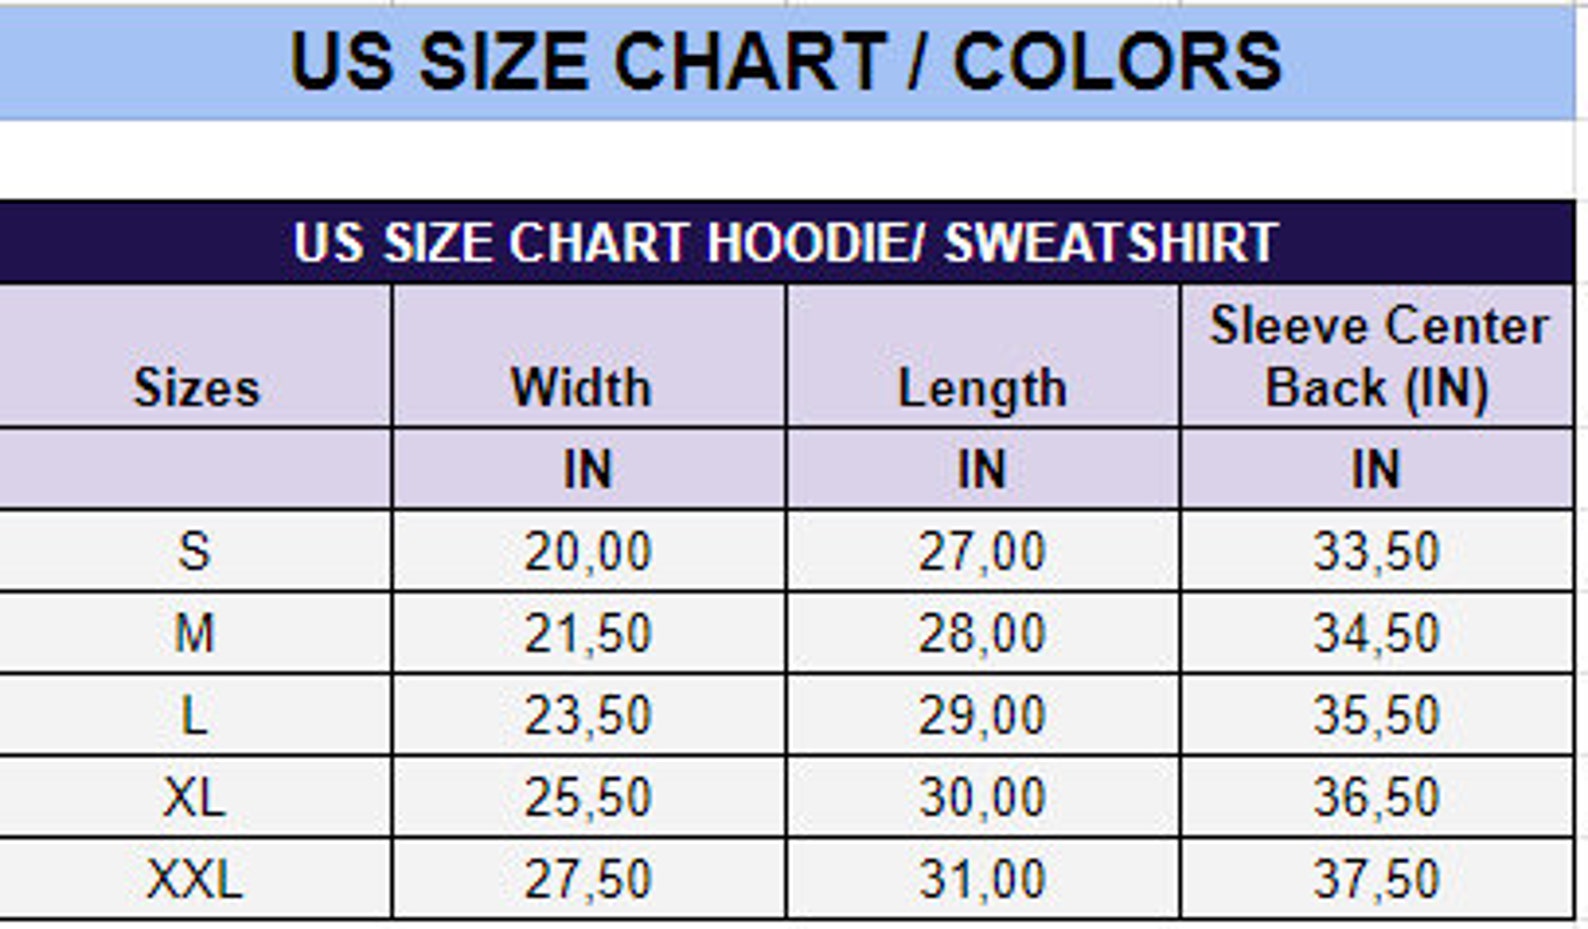 US SIZE CHART / COLORS
US SIZE CHART HOODIE/ SWEATSHIRT
Sizes Width Length Sleeve Center Back (IN)
IN IN IN
S 20,00 27,00 33,50
M 21,50 28,00 34,50
L 23,50 29,00 35,50
XL 25,50 30,00 36,50
XXL 27,50 31,00 37,50